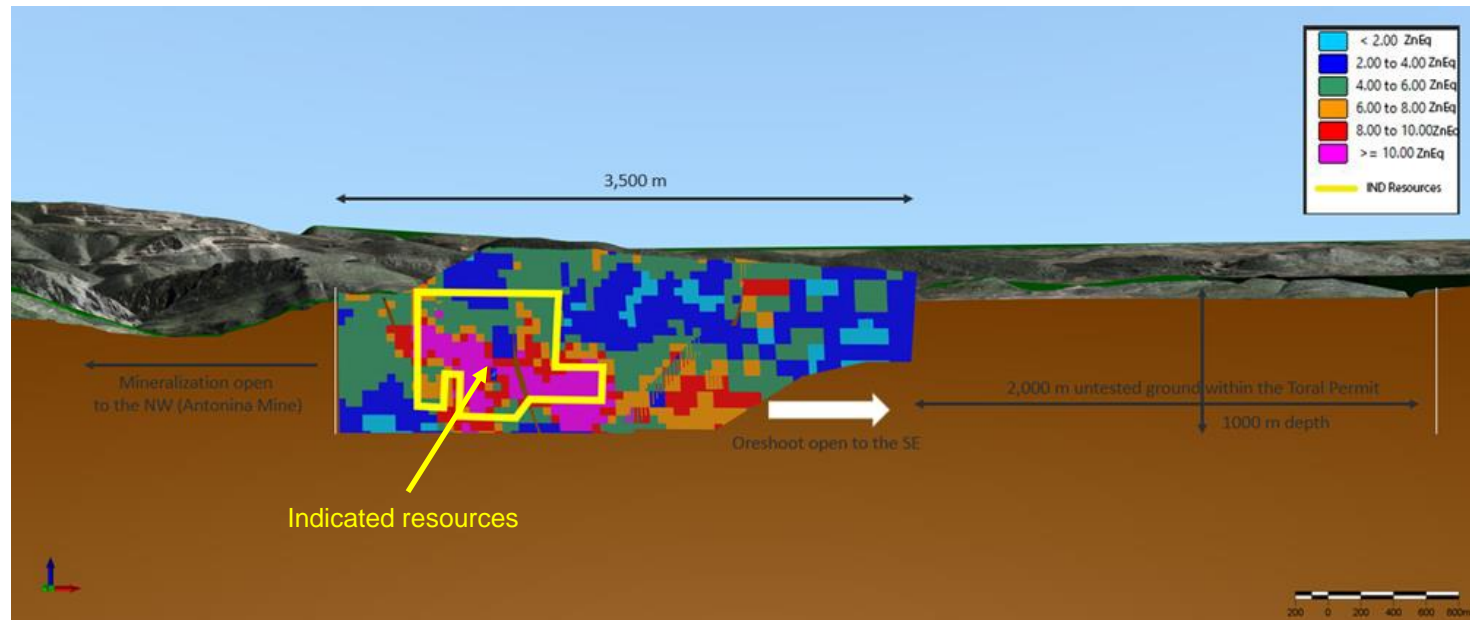 < 2.00 ZnEq
2.00 to 4.00 ZnEq
4.00 to 6.00 ZnEq
6.00 to 8.00 ZnEq
8.00 to 10.00ZnEq
>= 10.00 ZnEq
IND Resources
3,500 m
Mineralization open
to the NW (Antonina Mine)
2,000 m untested ground within the Toral Permit
1000 m depth
Oreshoot open to the SE
Indicated resources
200 0 200 400 600 800m